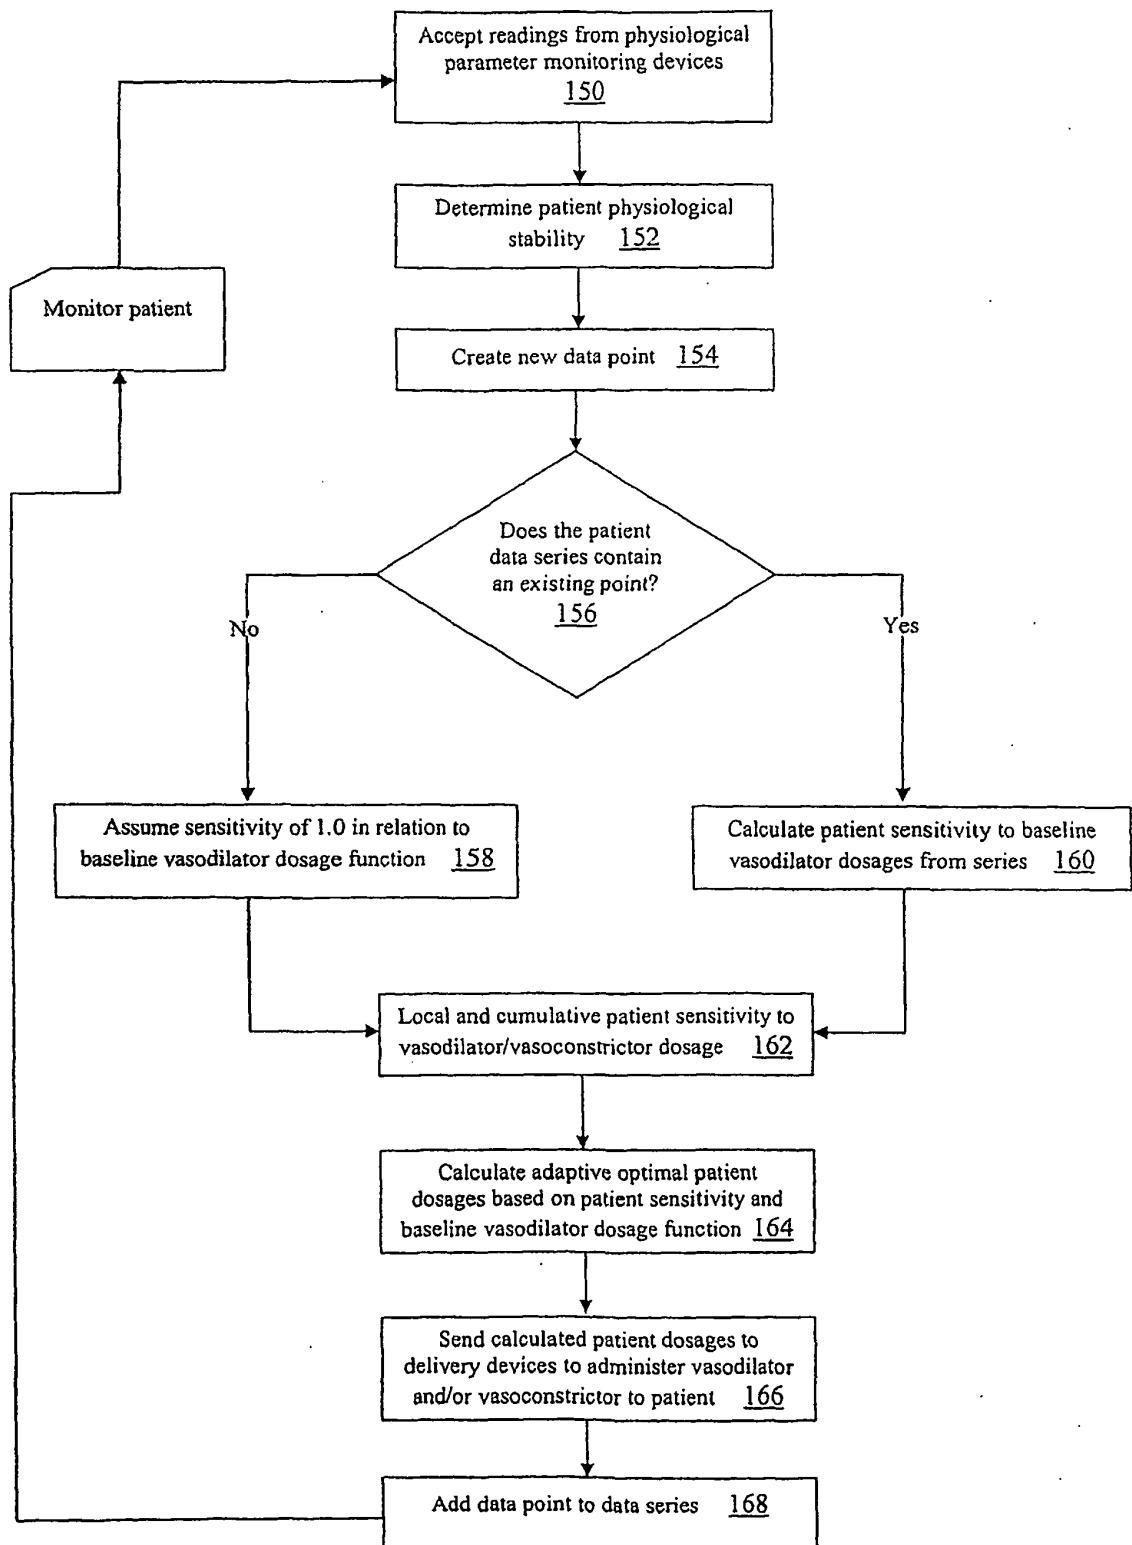 Accept readings from physiological
parameter monitoring devices
150
Determine patient physiological
stability 152
Monitor patient
Create new data point 154
Does the patient
data series contain
an existing point?
156
No
Yes
Assume sensitivity of 1.0 in relation to
baseline vasodilator dosage function 158
Calculate patient sensitivity to baseline
vasodilator dosages from series 160
Local and cumulative patient sensitivity to
vasodilator/vasoconstrictor dosage 162
Calculate adaptive optimal patient
dosages based on patient sensitivity and
baseline vasodilator dosage function 164
Send calculated patient dosages to
delivery devices to administer vasodilator
and/or vasoconstrictor to patient 166
Add data point to data series 168